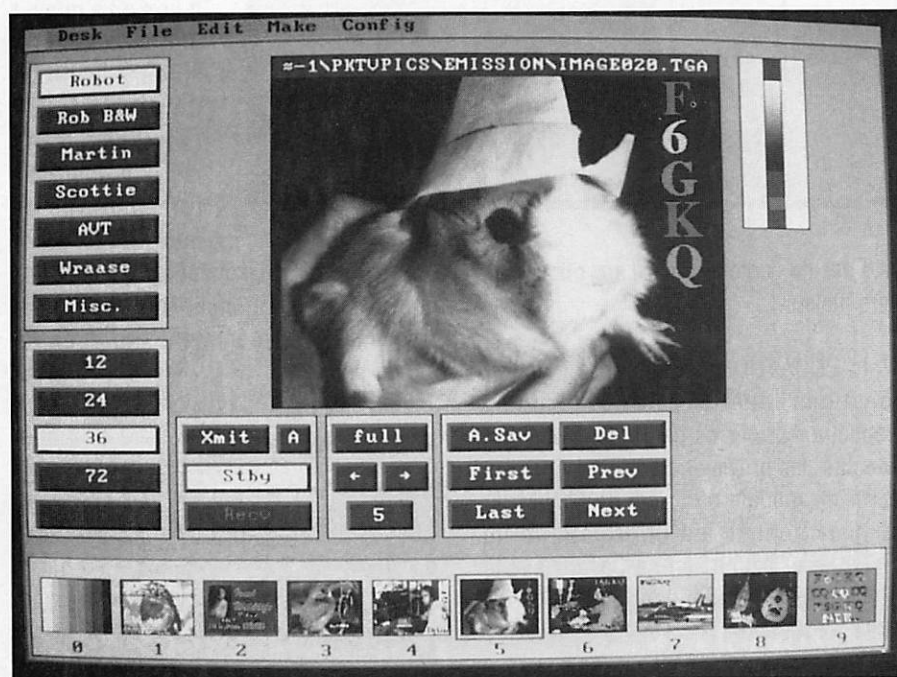 Desk File Edit Make Config
Robot
Rob B&W
Martin
Scottie
AVT
Wraase
Misc.
12
24
36
72
≈-1\PKTVPICS\EMISSION\IMAGE020.TGA
F
6
G
K
Q
Xmit A
Stby
Recv
full
← →
5
A.Sav Del
First Prev
Last Next
0 1 2 3 4 5 6 7 8 9